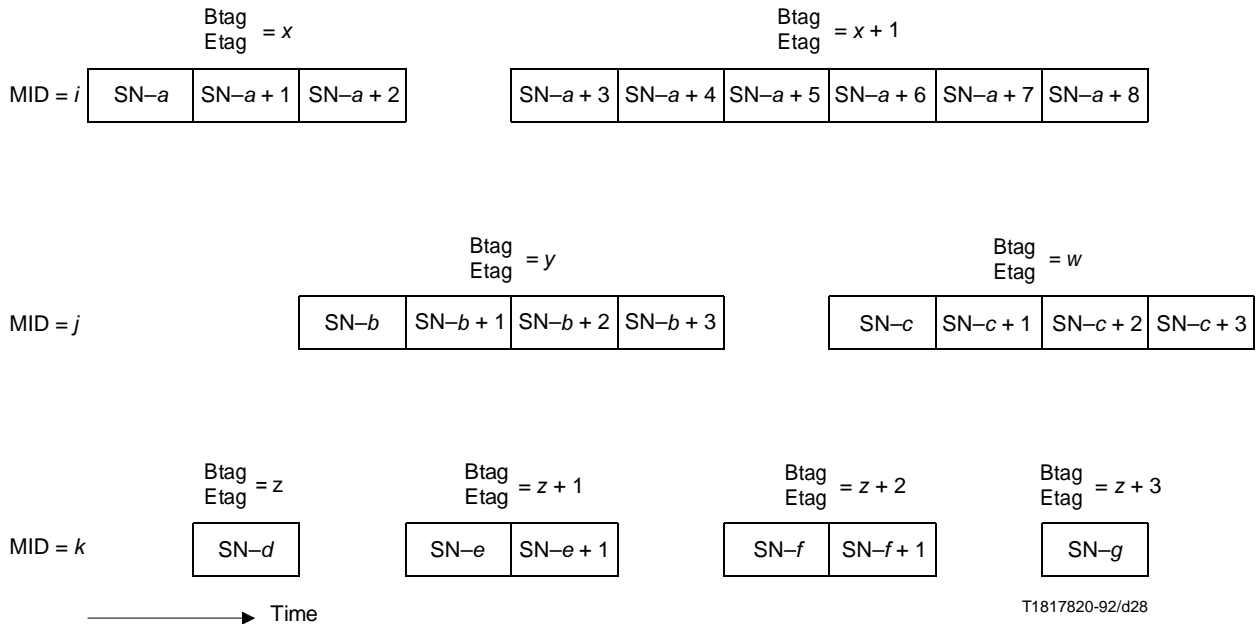 Btag
Etag = x
Btag
Etag = x + 1
MID = i SN–a SN–a + 1 SN–a + 2 SN–a + 3 SN–a + 4 SN–a + 5 SN–a + 6 SN–a + 7 SN–a + 8
Btag
Etag = y
Btag
Etag = w
MID = j SN–b SN–b + 1 SN–b + 2 SN–b + 3 SN–c SN–c + 1 SN–c + 2 SN–c + 3
Btag
Etag = z
Btag
Etag = z + 1
Btag
Etag = z + 2
Btag
Etag = z + 3
MID = k SN–d SN–e SN–e + 1 SN–f SN–f + 1 SN–g
Time
T1817820-92/d28